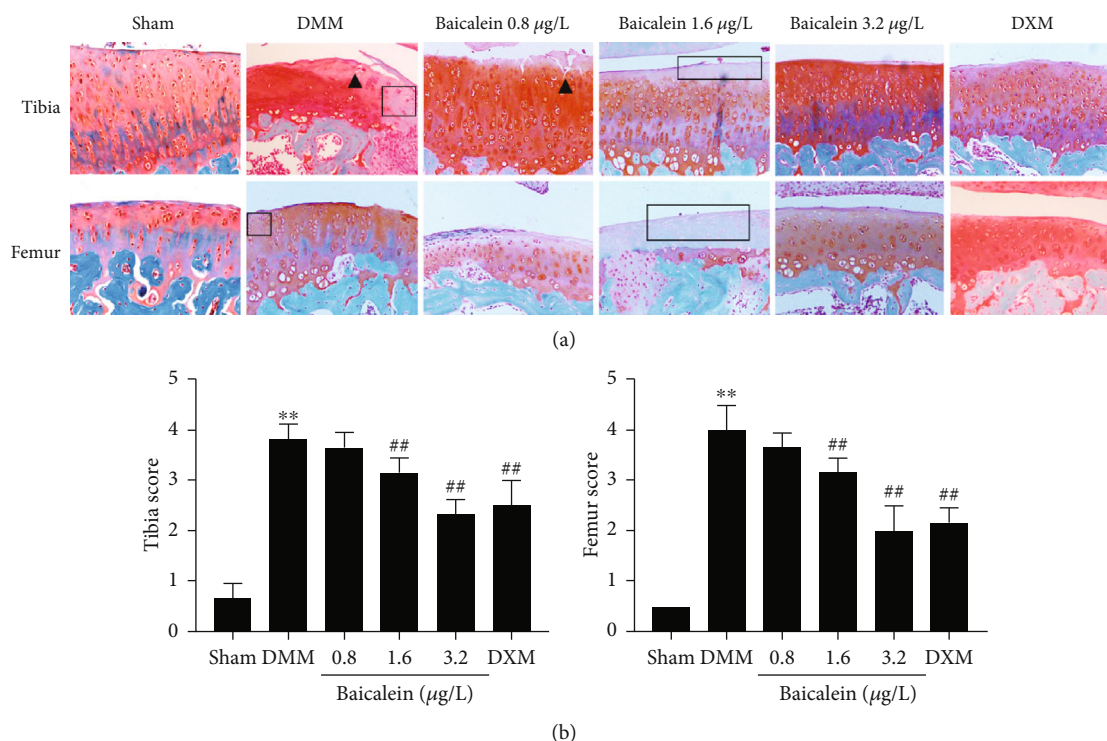 Sham DMM Baicalein 0.8 μg/L Baicalein 1.6 μg/L Baicalein 3.2 μg/L DXM
Tibia
Femur
(a)
Tibia score
5
4
3
2
1
0
**
##
##
##
Sham DMM 0.8 1.6 3.2 DXM
Baicalein (μg/L)
Femur score
5
4
3
2
1
0
**
##
##
##
Sham DMM 0.8 1.6 3.2 DXM
Baicalein (μg/L)
(b)